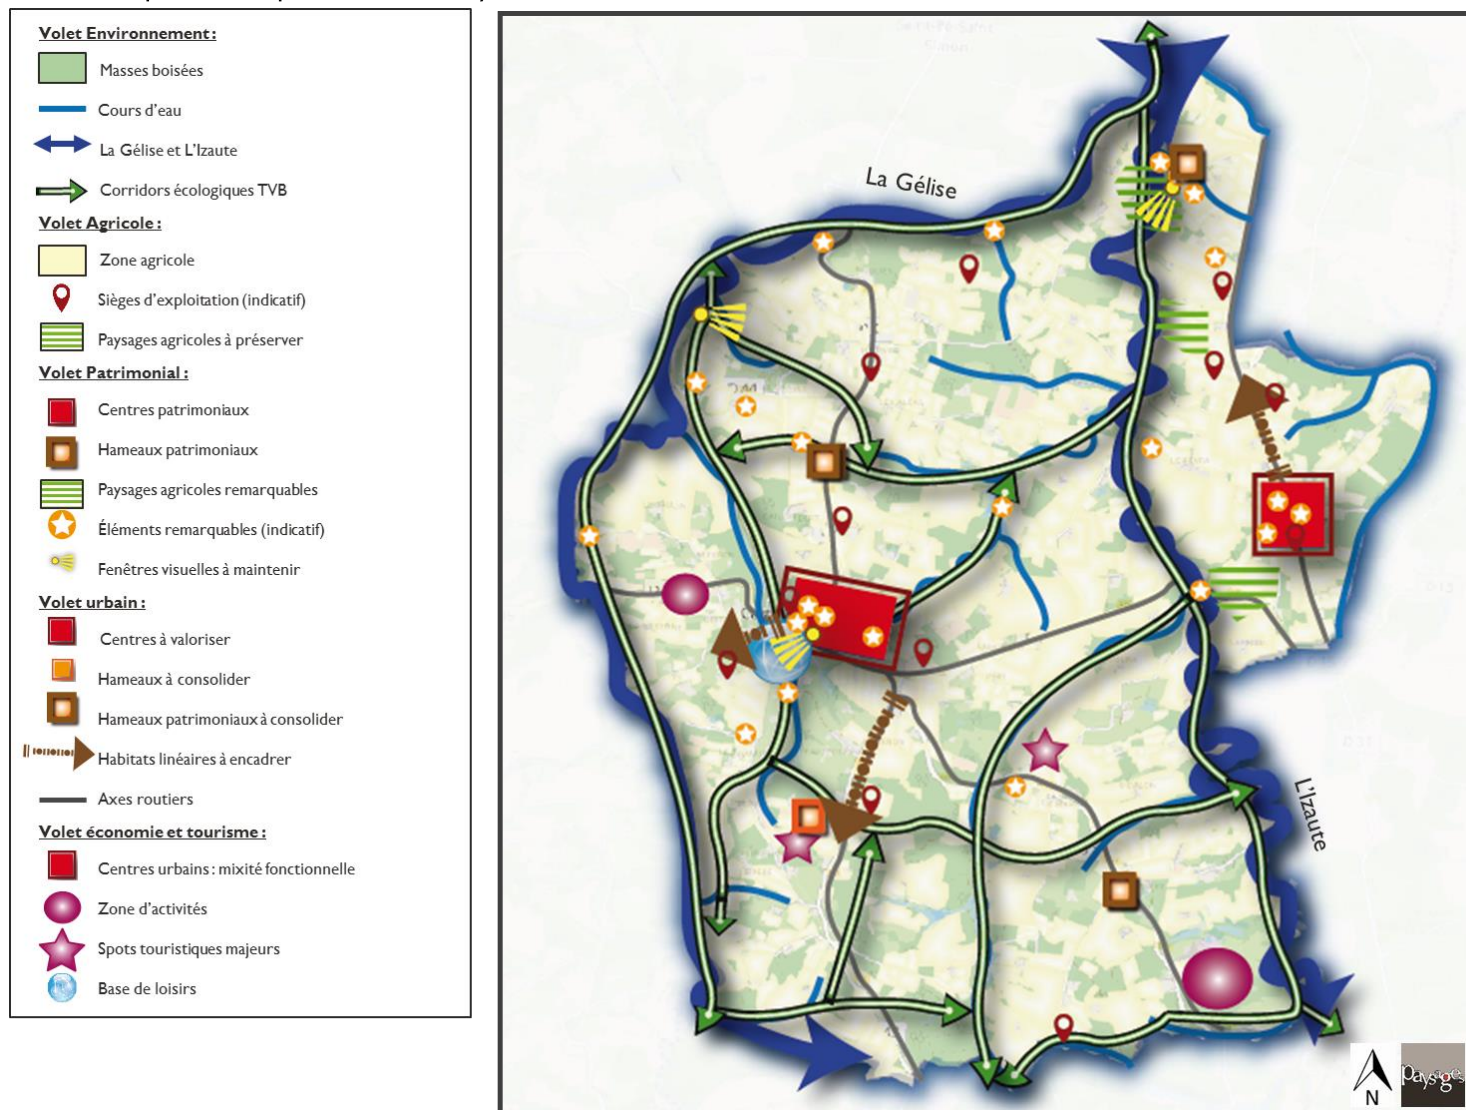 Volet Environnement :
Masses boisées
Cours d'eau
La Gélise et L'Izaute
Corridors écologiques TVB
Volet Agricole :
Zone agricole
Sièges d'exploitation (indicatif)
Paysages agricoles à préserver
Volet Patrimonial :
Centres patrimoniaux
Hameaux patrimoniaux
Paysages agricoles remarquables
Éléments remarquables (indicatif)
Fenêtres visuelles à maintenir
Volet urbain :
Centres à valoriser
Hameaux à consolider
Hameaux patrimoniaux à consolider
Habitats linéaires à encadrer
Axes routiers
Volet économie et tourisme :
Centres urbains : mixité fonctionnelle
Zone d'activités
Spots touristiques majeurs
Base de loisirs
La Gélise
L'Izaute
N
paysages